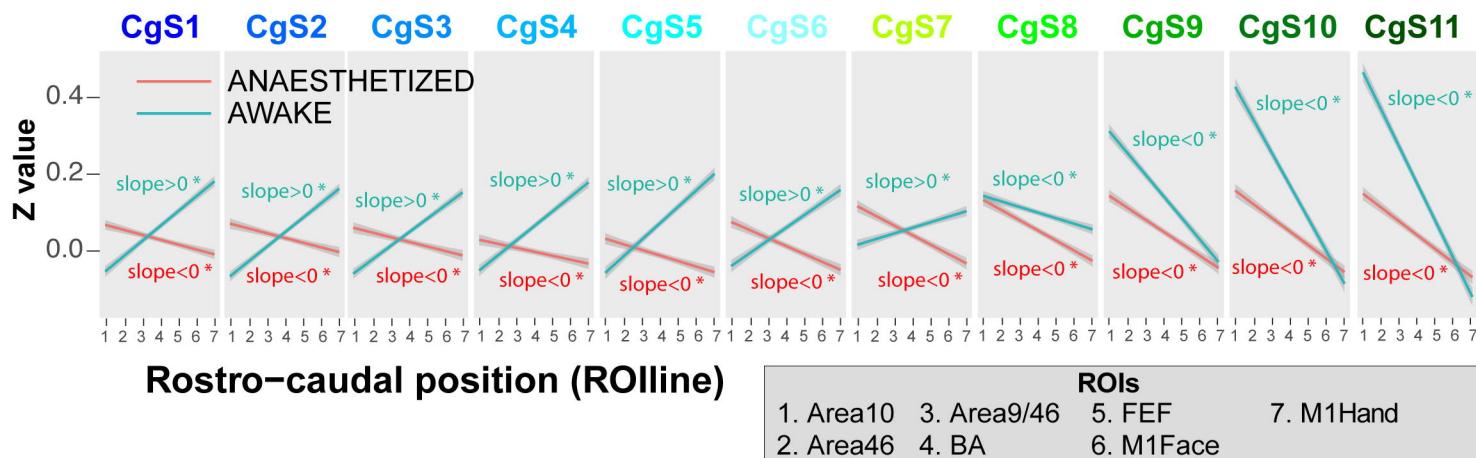 CgS1 CgS2 CgS3 CgS4 CgS5 CgS6 CgS7 CgS8 CgS9 CgS10 CgS11
ANAESTHETIZED
AWAKE
Z value
0.4
0.2
0.0
slope>0 * slope>0 * slope>0 * slope>0 * slope>0 * slope>0 * slope>0 * slope<0 * slope<0 * slope<0 * slope<0 *
slope<0 * slope<0 * slope<0 * slope<0 * slope<0 * slope<0 * slope<0 * slope<0 * slope<0 * slope<0 * slope<0 *
1 2 3 4 5 6 7 1 2 3 4 5 6 7 1 2 3 4 5 6 7 1 2 3 4 5 6 7 1 2 3 4 5 6 7 1 2 3 4 5 6 7 1 2 3 4 5 6 7 1 2 3 4 5 6 7 1 2 3 4 5 6 7 1 2 3 4 5 6 7 1 2 3 4 5 6 7
Rostro−caudal position (ROIline)
ROIs
1. Area10 3. Area9/46 5. FEF 7. M1Hand
2. Area46 4. BA 6. M1Face